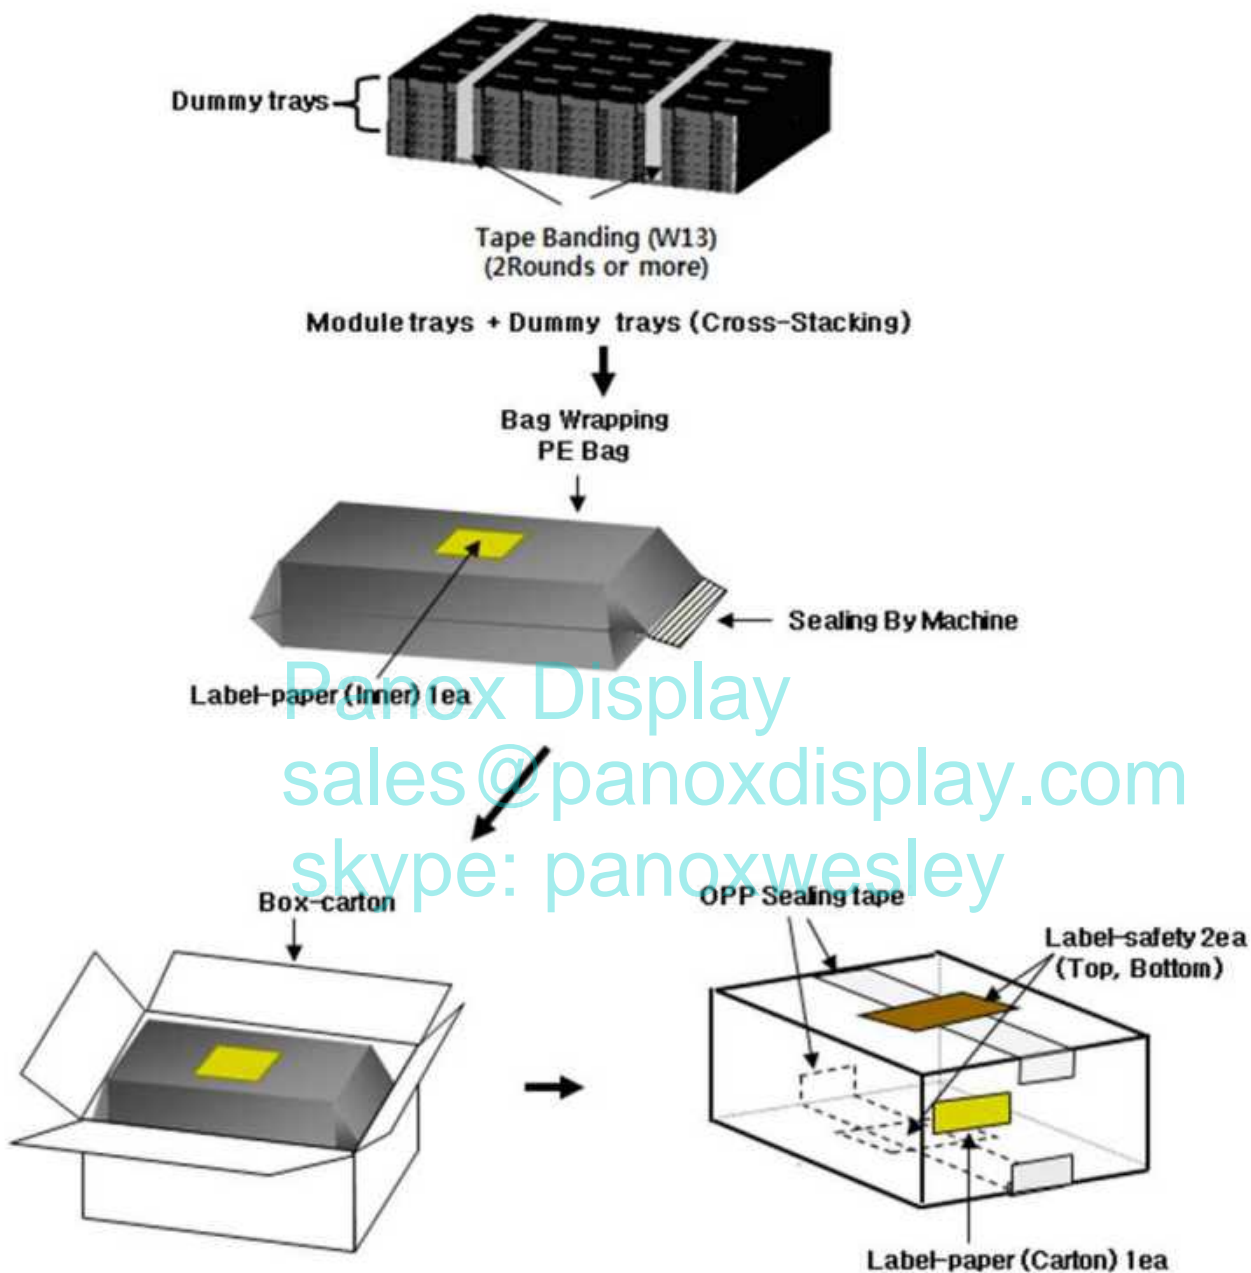 Dummy trays
Tape Banding (W13)
(2Rounds or more)
Module trays + Dummy trays (Cross-Stacking)
Bag Wrapping
PE Bag
Sealing By Machine
Label-paper (Inner) 1ea
Panox Display
sales@panoxdisplay.com
skype: panoxwesley
Box-carton
OPP Sealing tape
Label-safety 2ea
(Top, Bottom)
Label-paper (Carton) 1ea